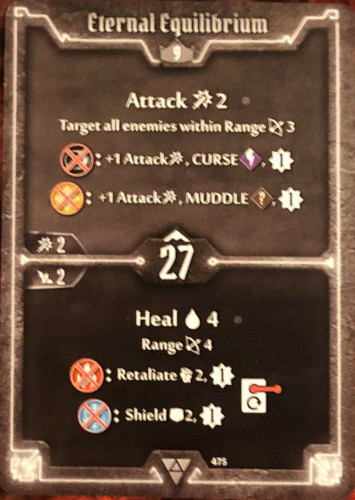 Eternal Equilibrium
9
Attack 2
Target all enemies within Range 3
: +1 Attack, CURSE, 1
: +1 Attack, MUDDLE ?, 1
2
27
2
Heal 4
Range 4
: Retaliate 2, 1
: Shield 2, 1
475